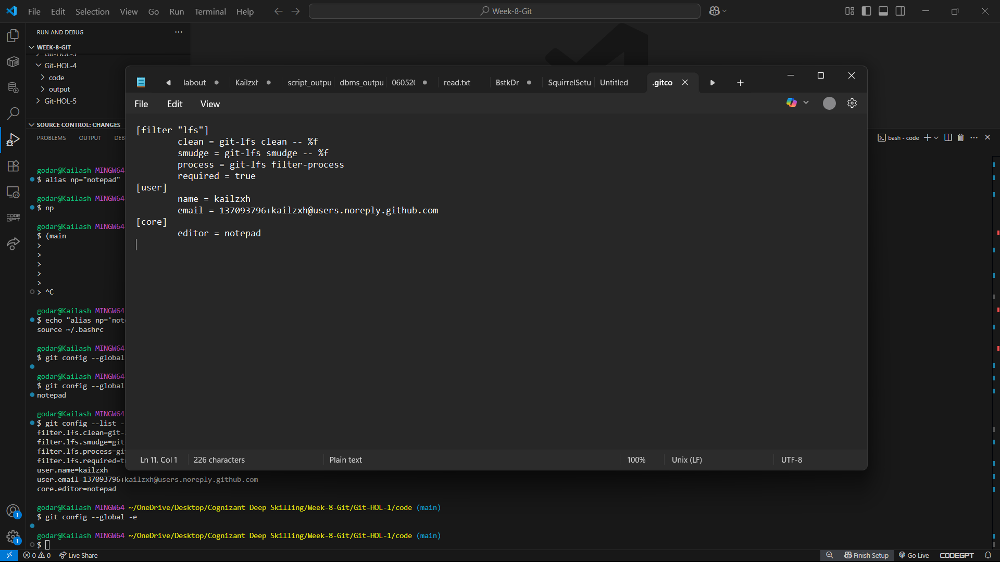 File Edit Selection View Go Run Terminal Help
Week-8-Git
RUN AND DEBUG
WEEK-8-GIT
Git-HOL-3
Git-HOL-4
code
output
Git-HOL-5
SOURCE CONTROL: CHANGES
PROBLEMS OUTPUT DEB
bash - code
labout Kailzxh script_outpu dbms_outpu 06052 read.txt BstkDr SquirrelSetu Untitled .gitco
File Edit View
[filter "lfs"]
clean = git-lfs clean -- %f
smudge = git-lfs smudge -- %f
process = git-lfs filter-process
required = true
[user]
name = kailzxh
email = 137093796+kailzxh@users.noreply.github.com
[core]
editor = notepad
Ln 11, Col 1 226 characters Plain text 100% Unix (LF) UTF-8
godar@Kailash MINGW64
$ alias np="notepad"
godar@Kailash MINGW64
$ np
godar@Kailash MINGW64
$ (main
>
>
>
>
>
> ^C
godar@Kailash MINGW64
$ echo "alias np='not
source ~/.bashrc
godar@Kailash MINGW64
$ git config --global
godar@Kailash MINGW64
$ git config --global
notepad
godar@Kailash MINGW64
$ git config --list -
filter.lfs.clean=git-
filter.lfs.smudge=git
filter.lfs.process=gi
filter.lfs.required=t
user.name=kailzxh
user.email=137093796+kailzxh@users.noreply.github.com
core.editor=notepad
godar@Kailash MINGW64 ~/OneDrive/Desktop/Cognizant Deep Skilling/Week-8-Git/Git-HOL-1/code (main)
$ git config --global -e
godar@Kailash MINGW64 ~/OneDrive/Desktop/Cognizant Deep Skilling/Week-8-Git/Git-HOL-1/code (main)
$
CODE GPT
1
1
0 0 Live Share Finish Setup Go Live CODEGPT